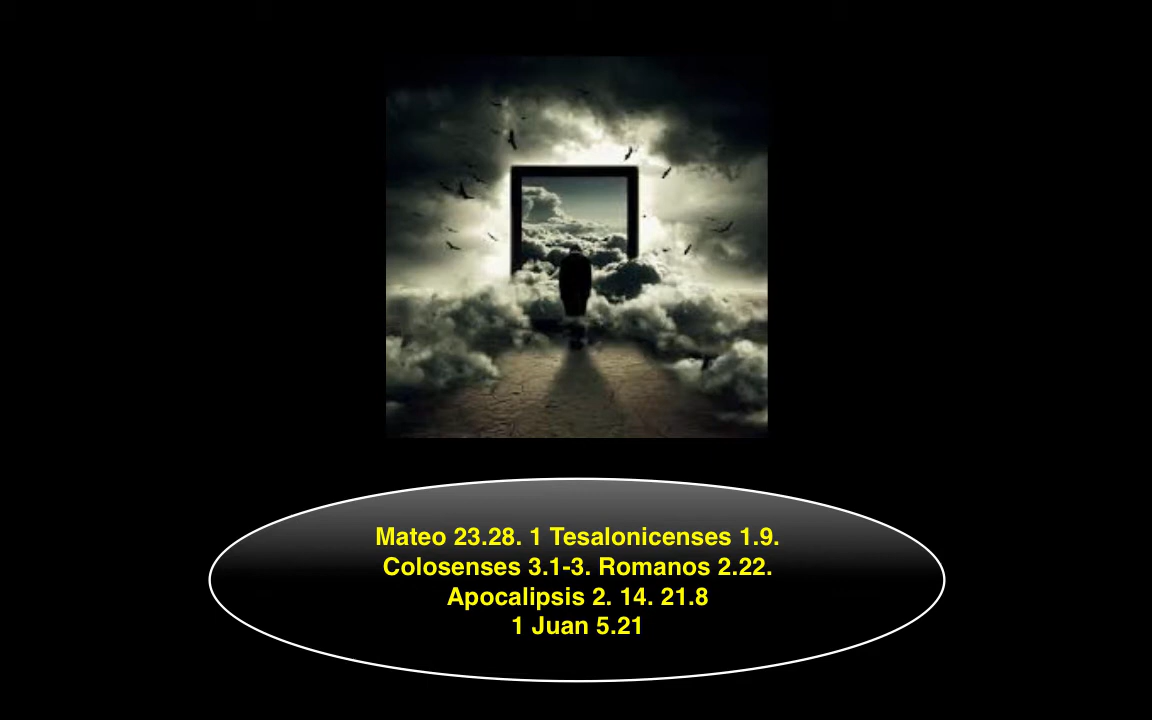 Mateo 23.28. 1 Tesalonicenses 1.9.
Colosenses 3.1-3. Romanos 2.22.
Apocalipsis 2. 14. 21.8
1 Juan 5.21